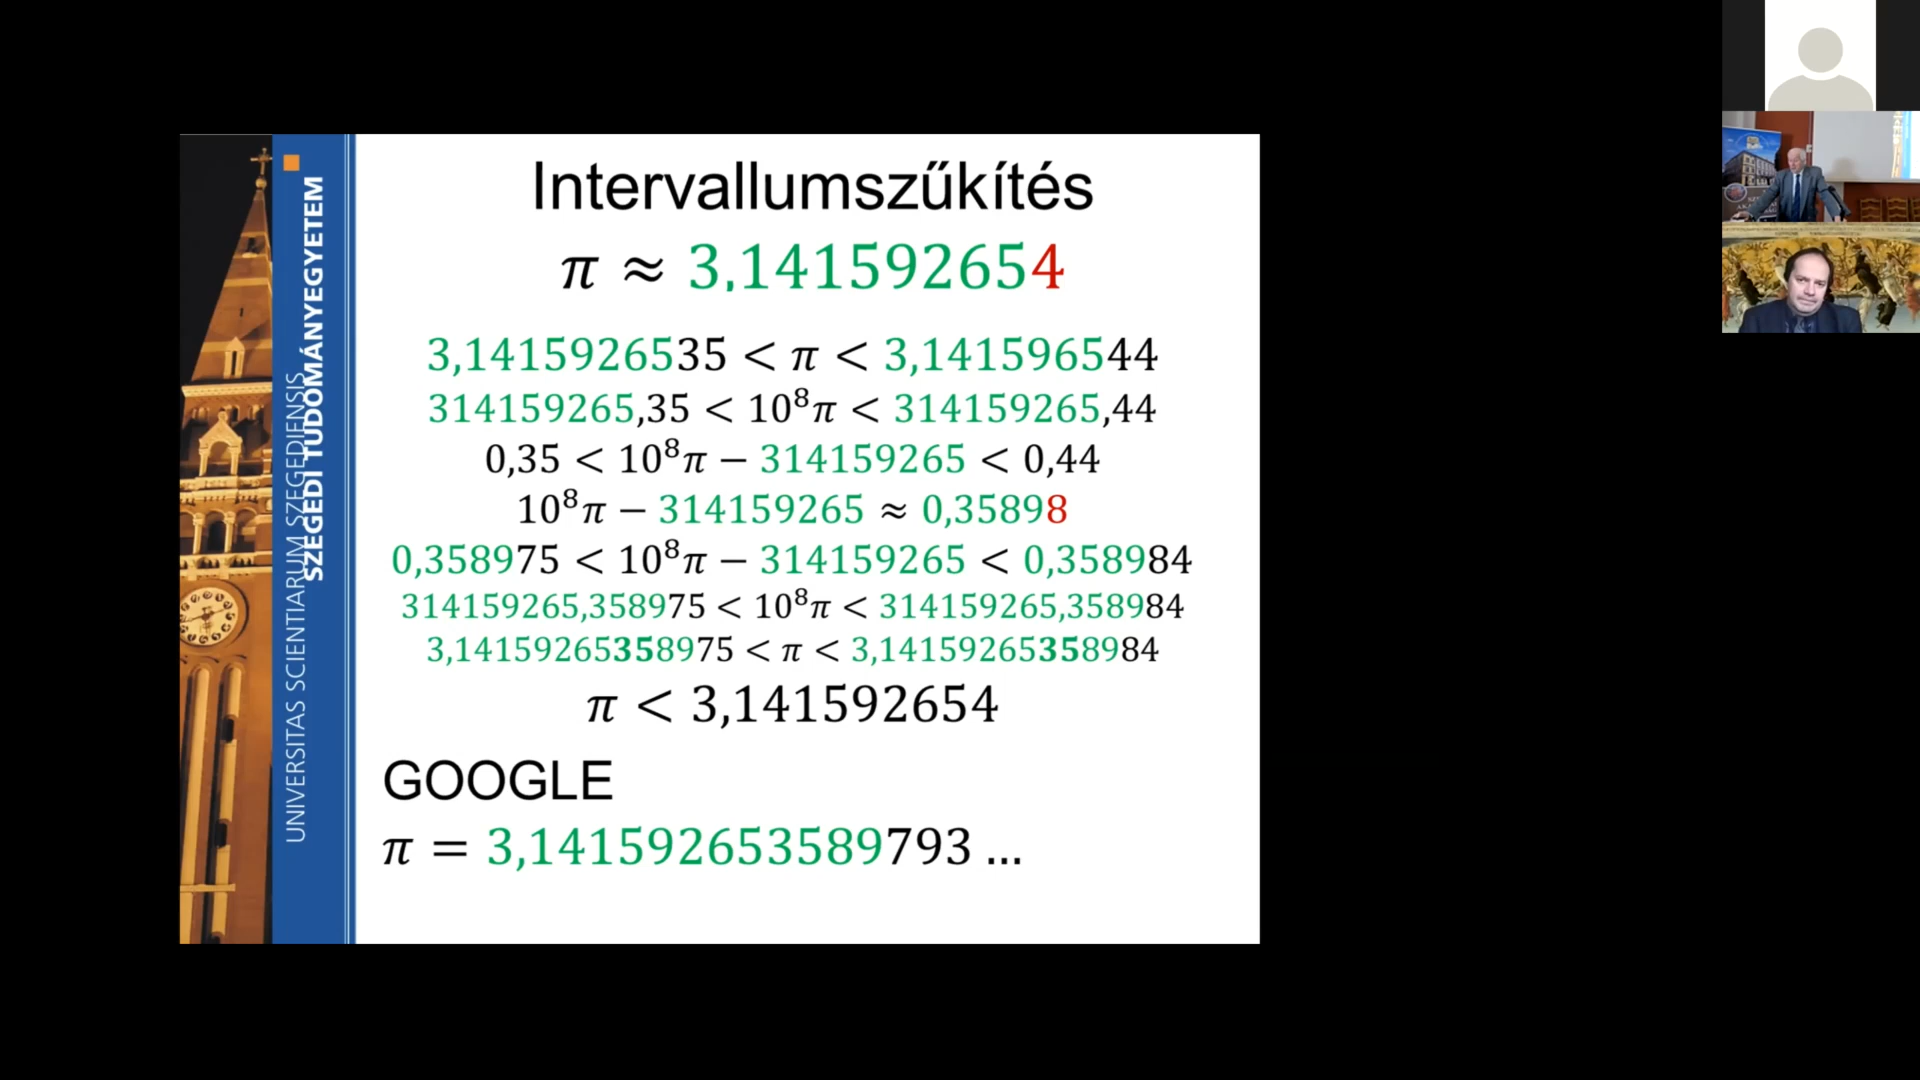 Intervallumszűkítés
π ≈ 3,141592654
3,1415926535 < π < 3,141596544
314159265,35 < 10⁸π < 314159265,44
0,35 < 10⁸π − 314159265 < 0,44
10⁸π − 314159265 ≈ 0,35898
0,358975 < 10⁸π − 314159265 < 0,358984
314159265,358975 < 10⁸π < 314159265,358984
3,14159265358975 < π < 3,14159265358984
π < 3,141592654
GOOGLE
π = 3,141592653589793 ...
UNIVERSITAS SCIENTIARUM SZEGEDIENSIS
SZEGEDI TUDOMÁNYEGYETEM